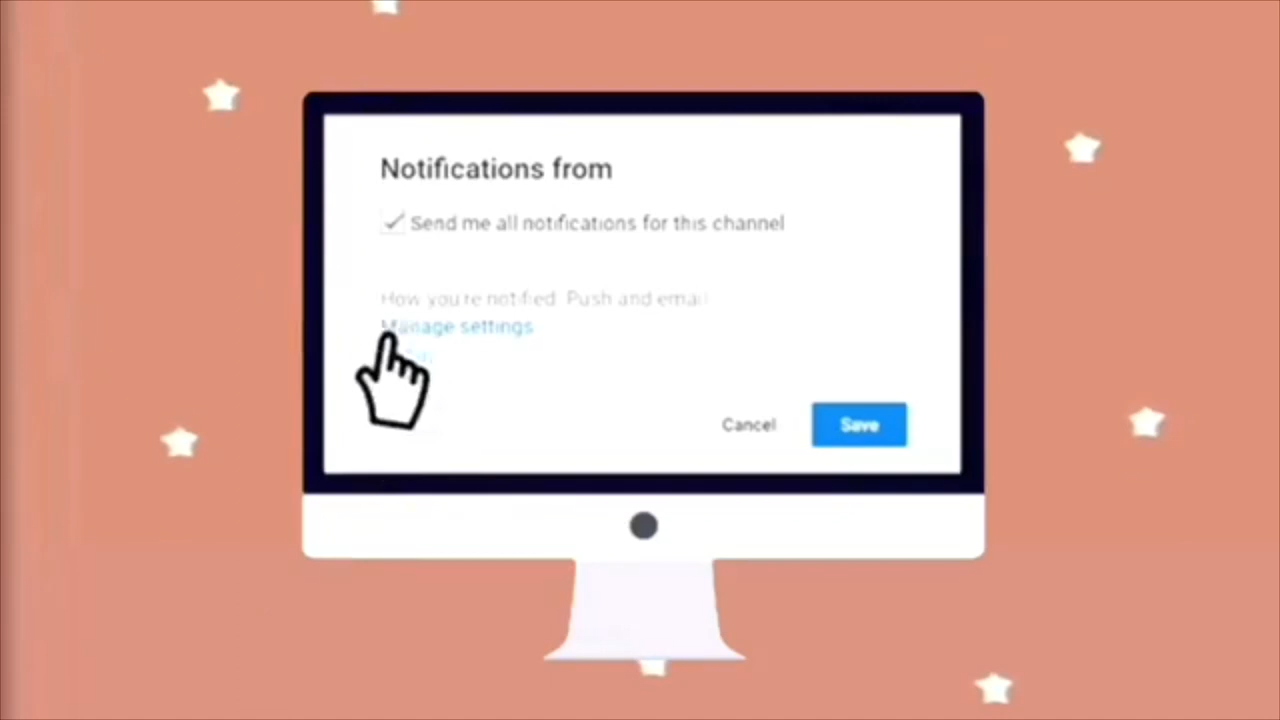 Notifications from
Send me all notifications for this channel
How you're notified: Push and email
Manage settings
Cancel
Save